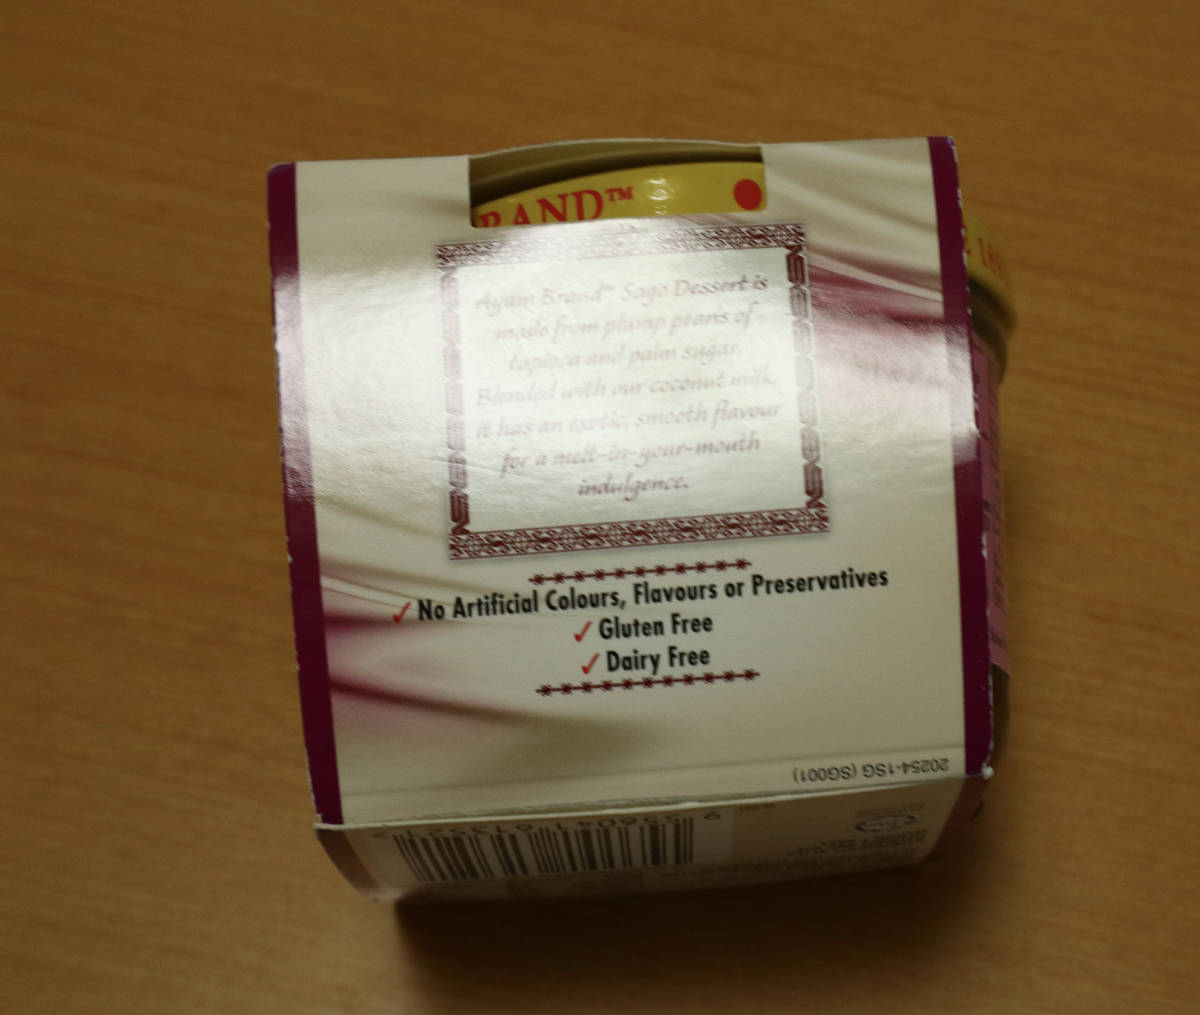 RAND™
Ayam Brand™ Sago Dessert is
made from plump pearls of
tapioca and palm sugar.
Blended with our coconut milk,
it has an exotic, smooth flavour
for a melt-in-your-mouth
indulgence.
✓ No Artificial Colours, Flavours or Preservatives
✓ Gluten Free
✓ Dairy Free
20254-1SG (SG001)